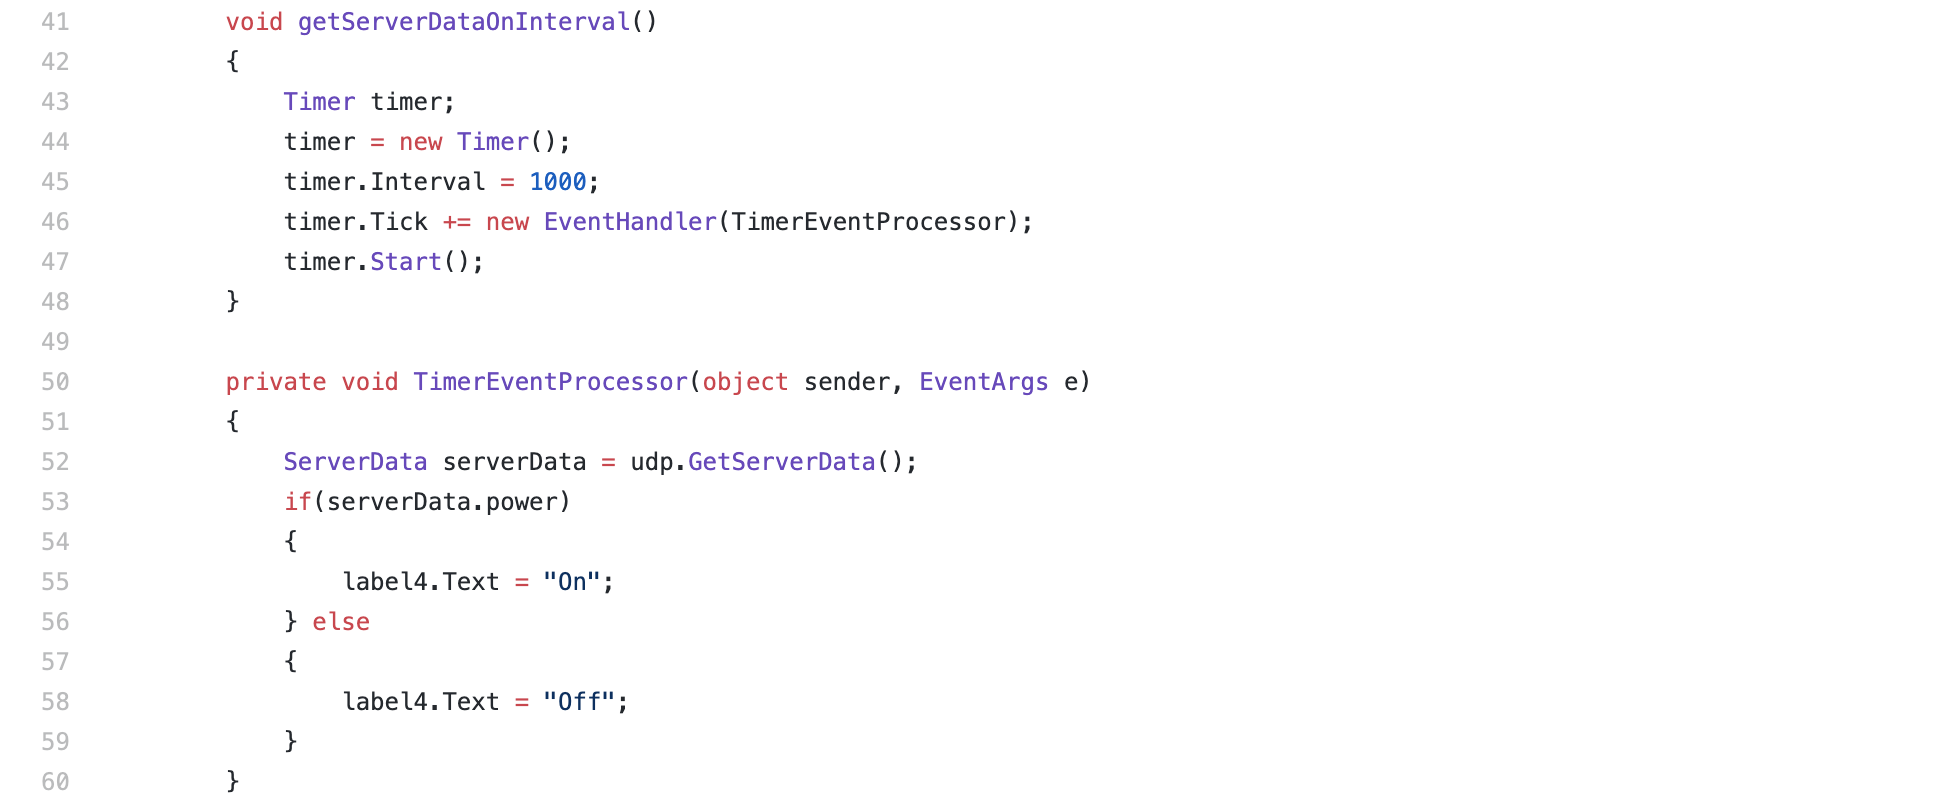 41 void getServerDataOnInterval()
42 {
43 Timer timer;
44 timer = new Timer();
45 timer.Interval = 1000;
46 timer.Tick += new EventHandler(TimerEventProcessor);
47 timer.Start();
48 }
49
50 private void TimerEventProcessor(object sender, EventArgs e)
51 {
52 ServerData serverData = udp.GetServerData();
53 if(serverData.power)
54 {
55 label4.Text = "On";
56 } else
57 {
58 label4.Text = "Off";
59 }
60 }